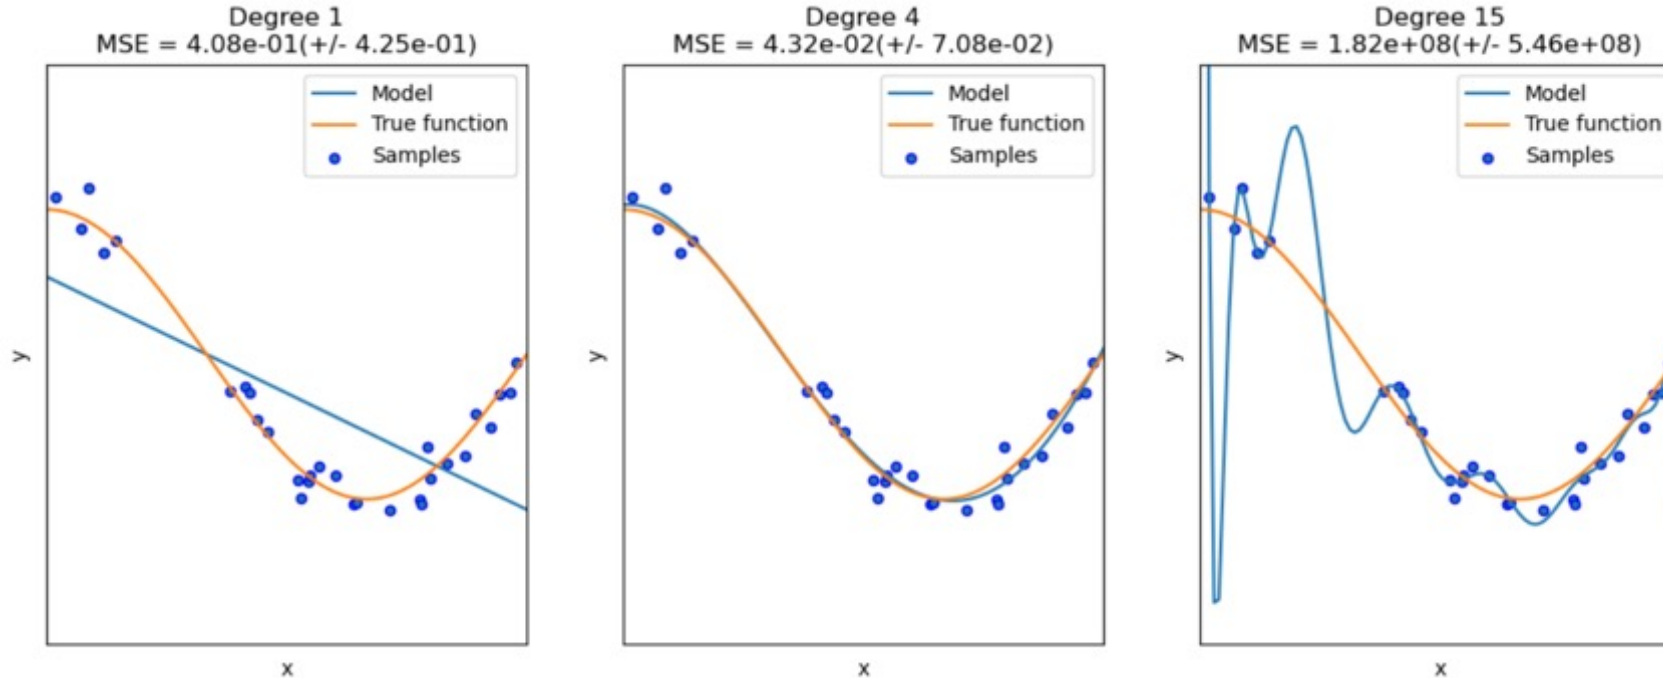 Degree 1
MSE = 4.08e-01(+/- 4.25e-01)
Model
True function
Samples
y
x
Degree 4
MSE = 4.32e-02(+/- 7.08e-02)
Model
True function
Samples
y
x
Degree 15
MSE = 1.82e+08(+/- 5.46e+08)
Model
True function
Samples
y
x